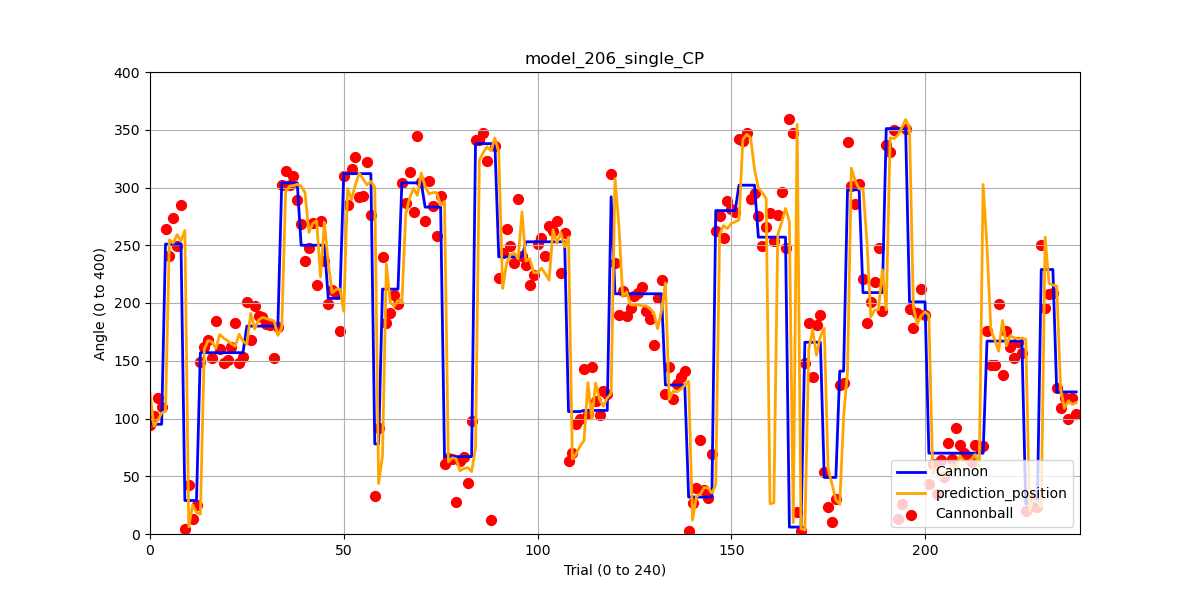 model_206_single_CP
400
350
300
250
200
150
100
50
0
Angle (0 to 400)
0 50 100 150 200
Trial (0 to 240)
Cannon
prediction_position
Cannonball